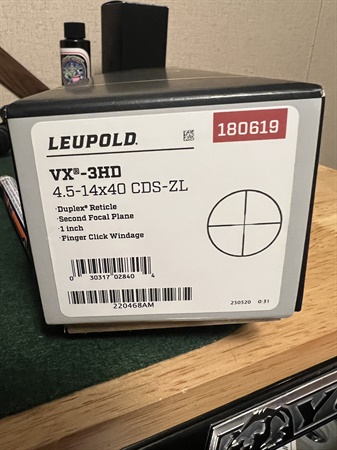 LEUPOLD.
180619
VX®-3HD
4.5-14x40 CDS-ZL
·Duplex® Reticle
·Second Focal Plane
·1 inch
·Finger Click Windage
0 30317 02840 4
220468AM
230520 0:31